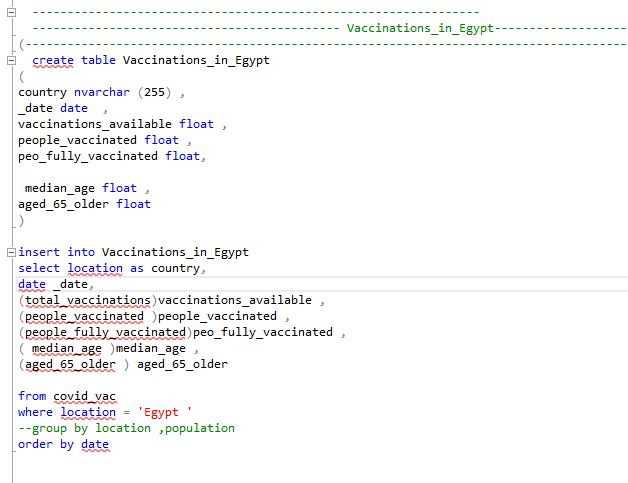 ----------------------------------------------------------------
-------------------------------------------- Vaccinations_in_Egypt-------------------
(--------------------------------------------------------------------------------------
create table Vaccinations_in_Egypt
(
country nvarchar (255) ,
_date date  ,
vaccinations_available float ,
people_vaccinated float ,
peo_fully_vaccinated float,
median_age float ,
aged_65_older float
)
insert into Vaccinations_in_Egypt
select location as country,
date _date,
(total_vaccinations)vaccinations_available ,
(people_vaccinated )people_vaccinated ,
(people_fully_vaccinated)peo_fully_vaccinated ,
( median_age )median_age ,
(aged_65_older ) aged_65_older
from covid_vac
where location = 'Egypt '
--group by location ,population
order by date